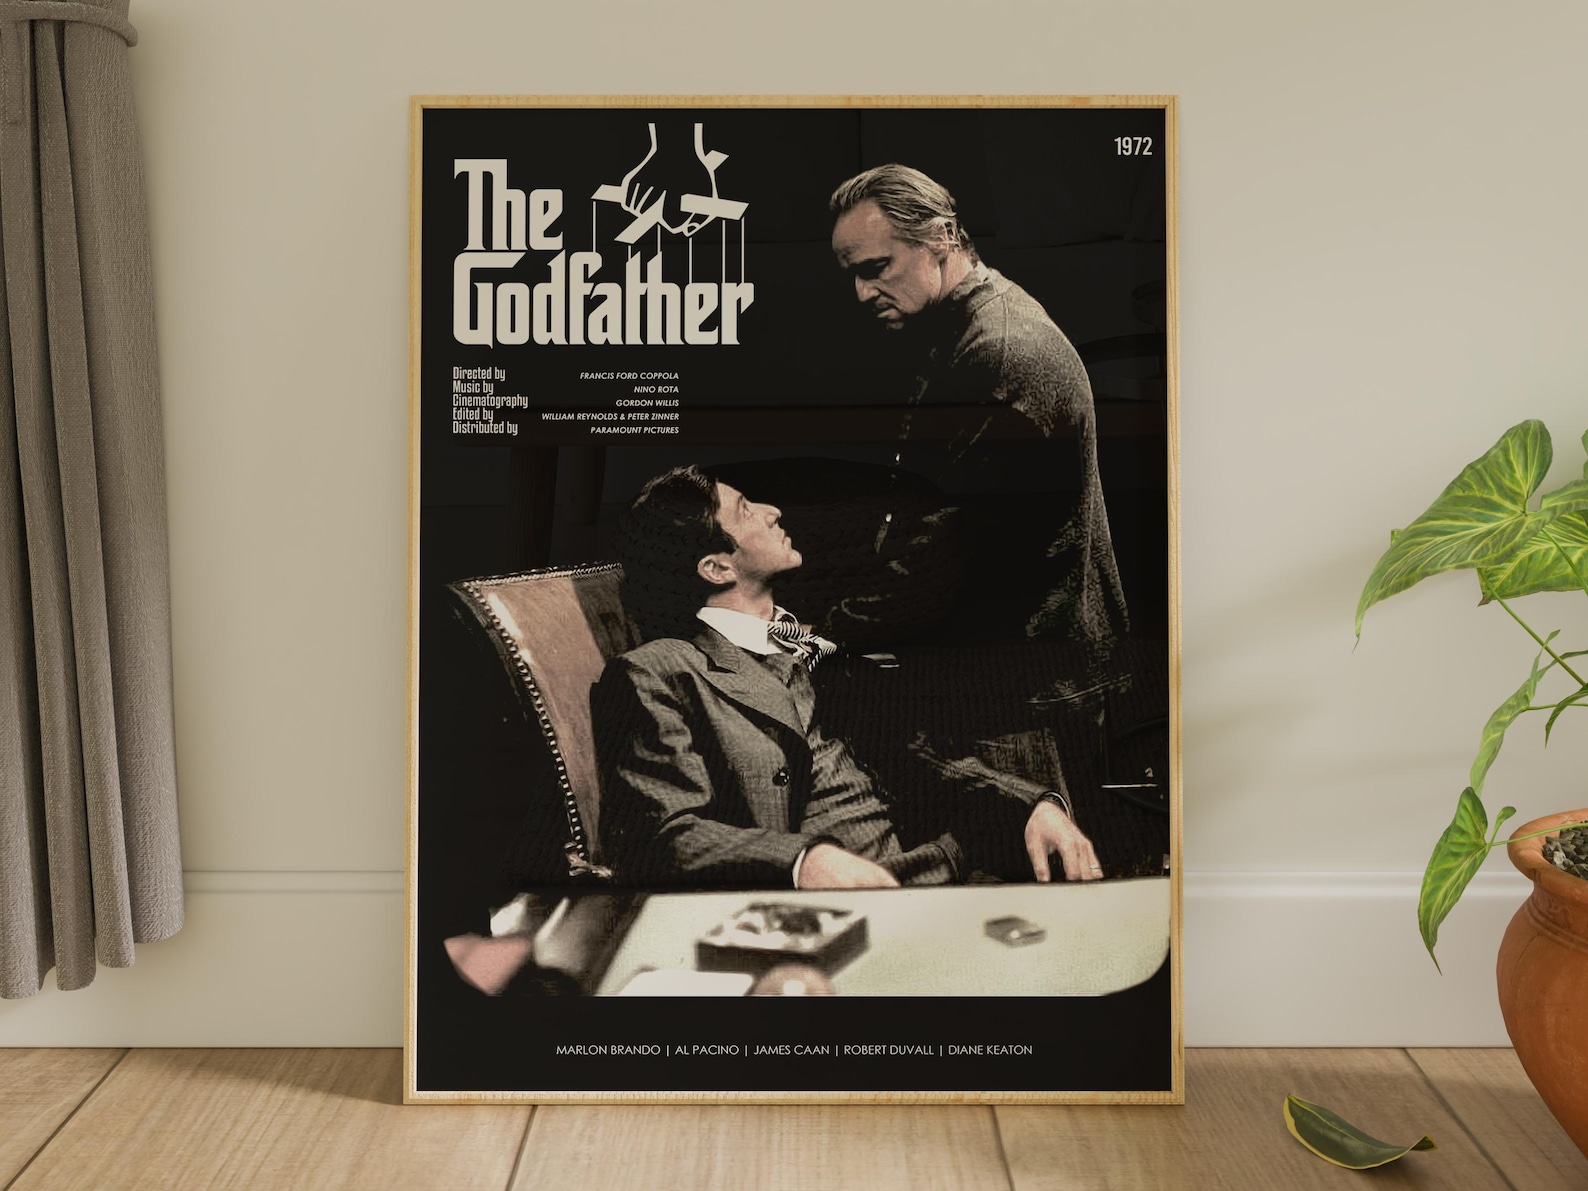 1972
The
Godfather
Directed by FRANCIS FORD COPPOLA
Music by NINO ROTA
Cinematography GORDON WILLIS
Edited by WILLIAM REYNOLDS & PETER ZINNER
Distributed by PARAMOUNT PICTURES
MARLON BRANDO | AL PACINO | JAMES CAAN | ROBERT DUVALL | DIANE KEATON